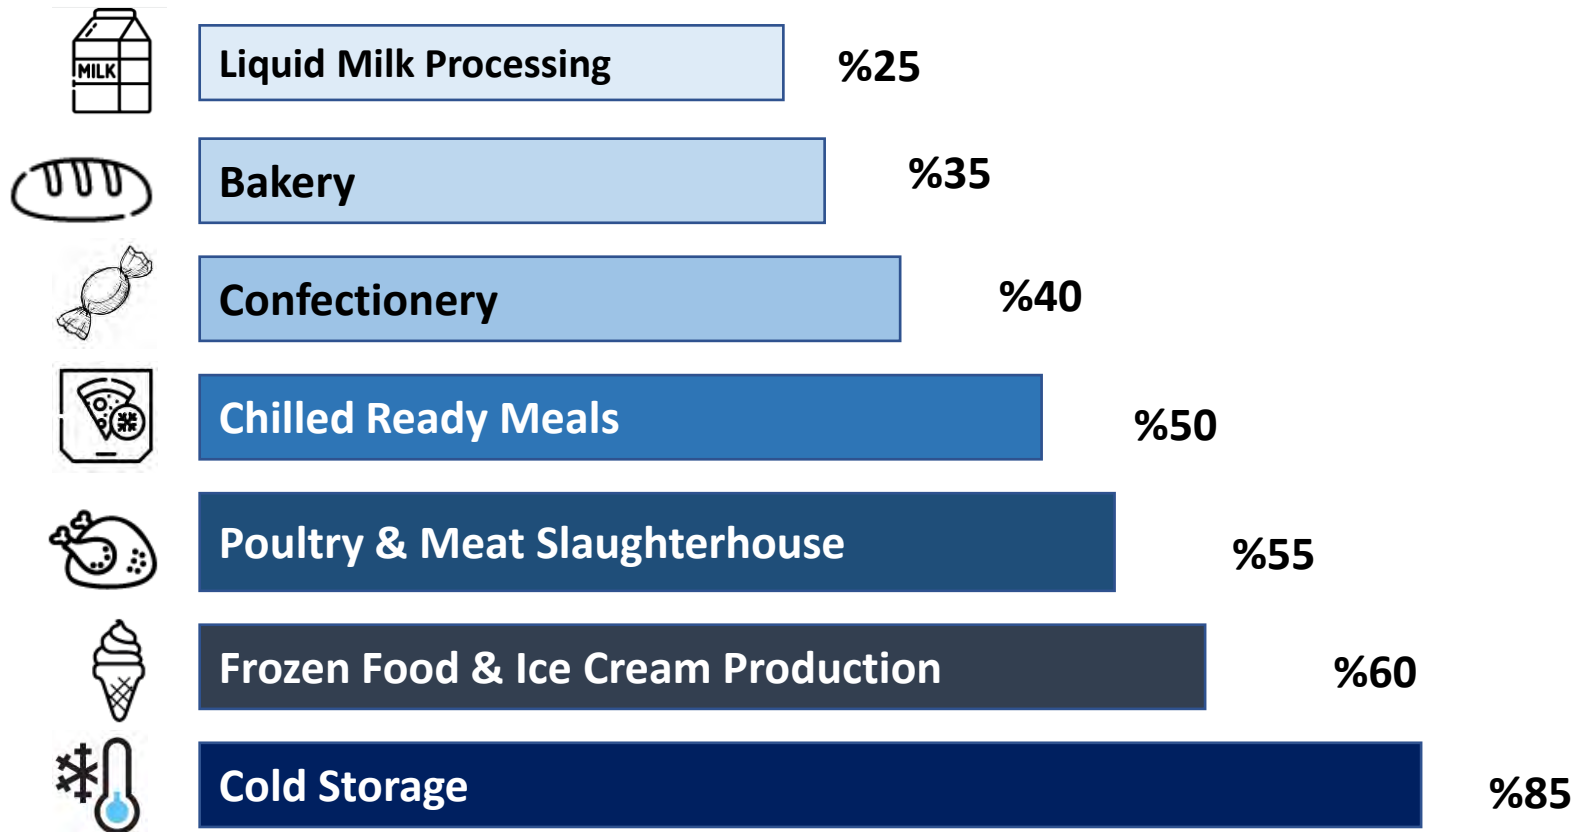 MILK
Liquid Milk Processing %25
Bakery %35
Confectionery %40
Chilled Ready Meals %50
Poultry & Meat Slaughterhouse %55
Frozen Food & Ice Cream Production %60
Cold Storage %85